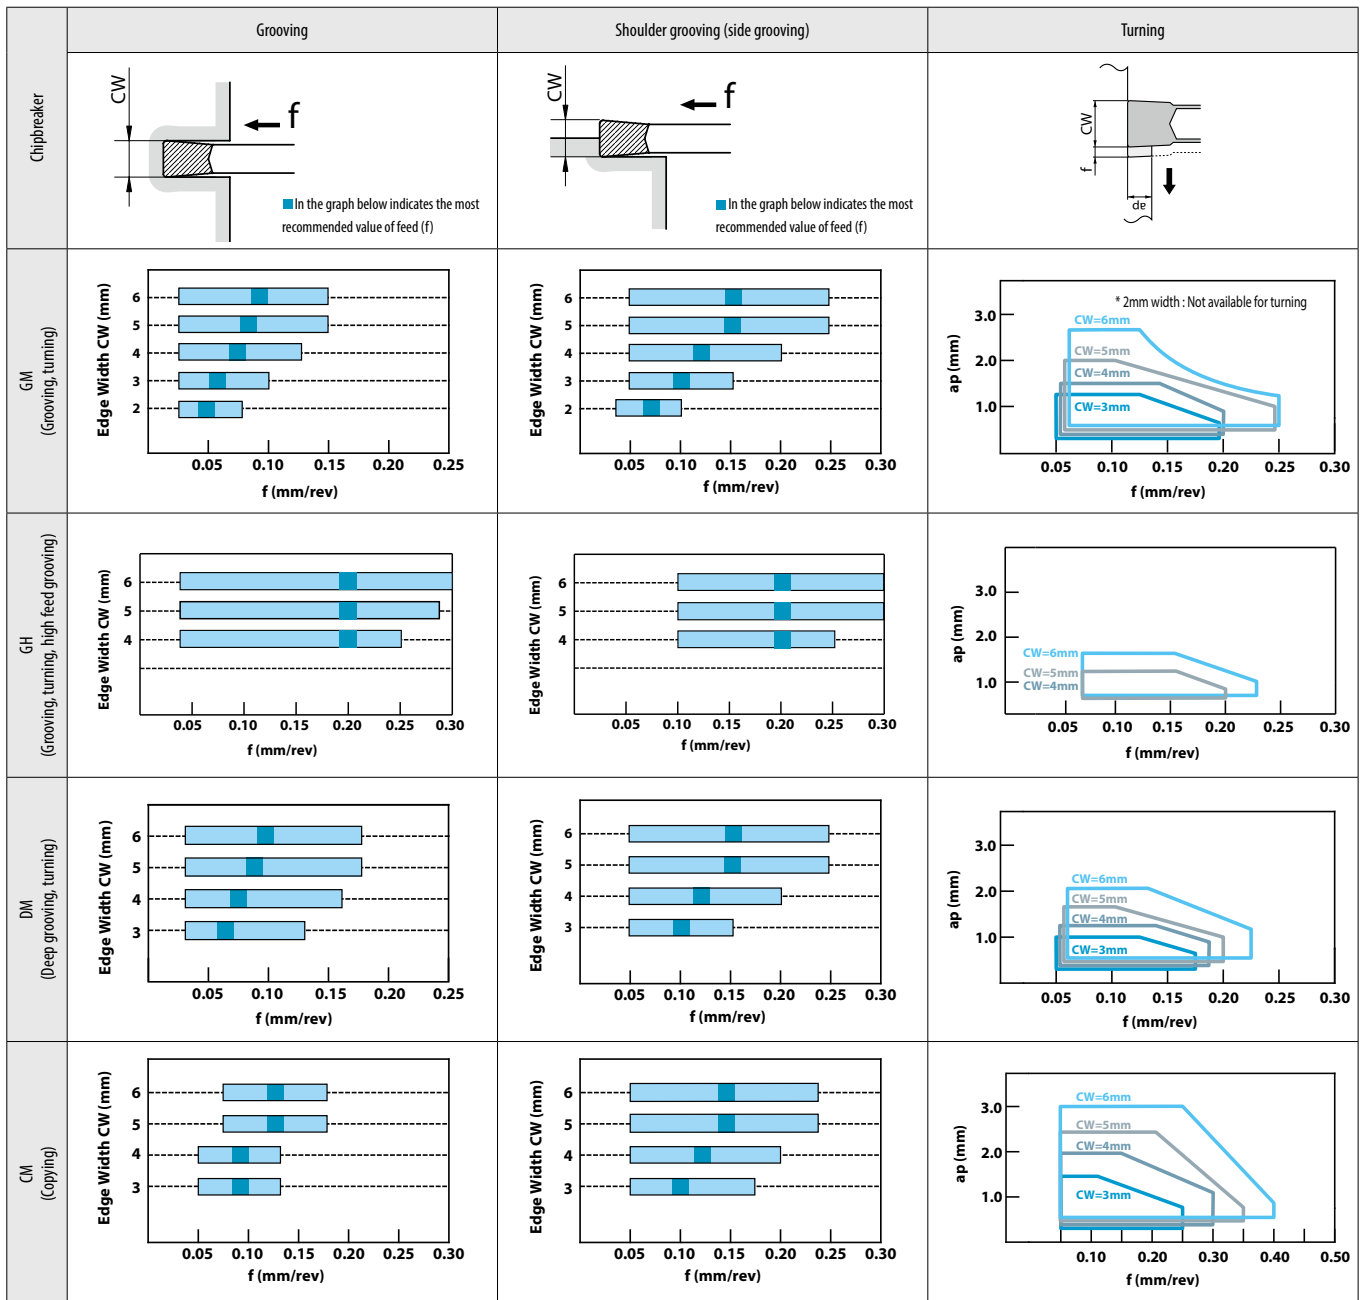 Grooving
Shoulder grooving (side grooving)
Turning
Chipbreaker
CW
f
In the graph below indicates the most
recommended value of feed (f)
CW
f
In the graph below indicates the most
recommended value of feed (f)
CW
f
ap
GM
(Grooving, turning)
Edge Width CW (mm)
6
5
4
3
2
0.05 0.10 0.15 0.20 0.25
f (mm/rev)
Edge Width CW (mm)
6
5
4
3
2
0.05 0.10 0.15 0.20 0.25 0.30
f (mm/rev)
* 2mm width : Not available for turning
ap (mm)
3.0
2.0
1.0
CW=6mm
CW=5mm
CW=4mm
CW=3mm
0.05 0.10 0.15 0.20 0.25 0.30
f (mm/rev)
GH
(Grooving, turning, high feed grooving)
Edge Width CW (mm)
6
5
4
0.05 0.10 0.15 0.20 0.25 0.30
f (mm/rev)
Edge Width CW (mm)
6
5
4
0.05 0.10 0.15 0.20 0.25 0.30
f (mm/rev)
ap (mm)
3.0
2.0
1.0
CW=6mm
CW=5mm
CW=4mm
0.05 0.10 0.15 0.20 0.25 0.30
f (mm/rev)
DM
(Deep grooving, turning)
Edge Width CW (mm)
6
5
4
3
0.05 0.10 0.15 0.20 0.25
f (mm/rev)
Edge Width CW (mm)
6
5
4
3
0.05 0.10 0.15 0.20 0.25 0.30
f (mm/rev)
ap (mm)
3.0
2.0
1.0
CW=6mm
CW=5mm
CW=4mm
CW=3mm
0.05 0.10 0.15 0.20 0.25 0.30
f (mm/rev)
CM
(Copying)
Edge Width CW (mm)
6
5
4
3
0.05 0.10 0.15 0.20 0.25 0.30
f (mm/rev)
Edge Width CW (mm)
6
5
4
3
0.05 0.10 0.15 0.20 0.25 0.30
f (mm/rev)
ap (mm)
3.0
2.0
1.0
CW=6mm
CW=5mm
CW=4mm
CW=3mm
0.10 0.20 0.30 0.40 0.50
f (mm/rev)